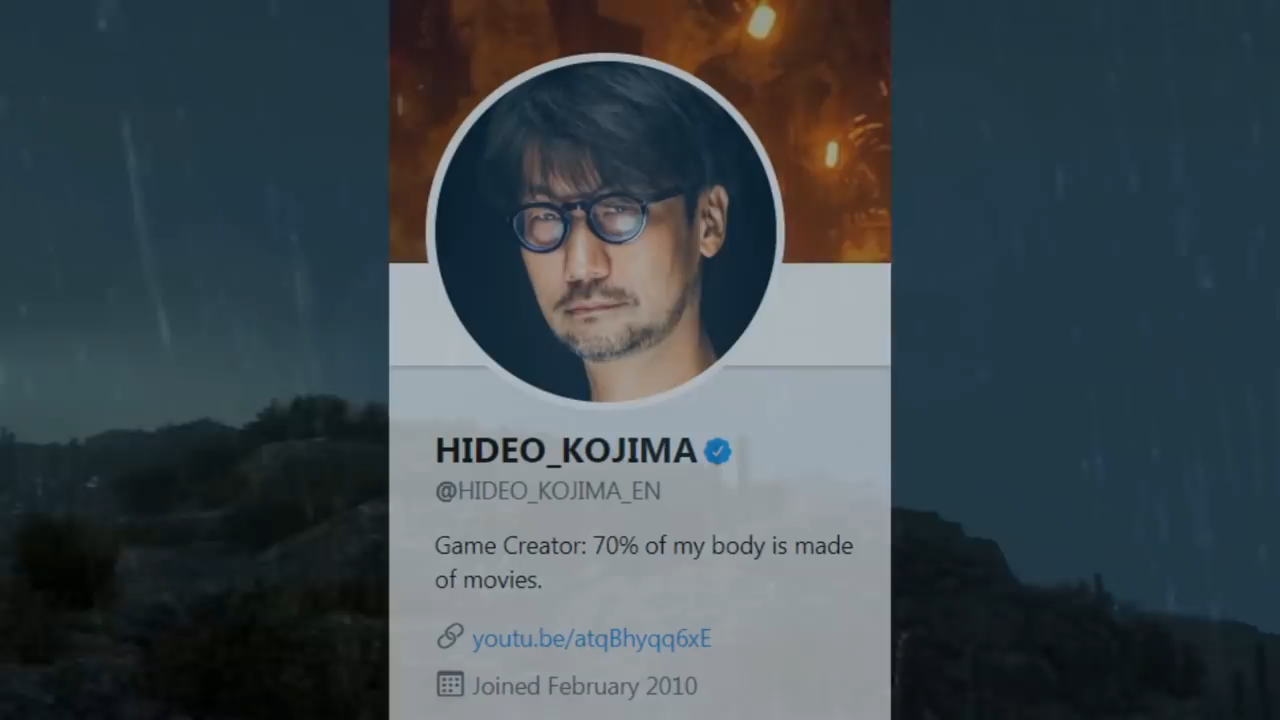 HIDEO_KOJIMA
@HIDEO_KOJIMA_EN
Game Creator: 70% of my body is made
of movies.
youtu.be/atqBhyqq6xE
Joined February 2010